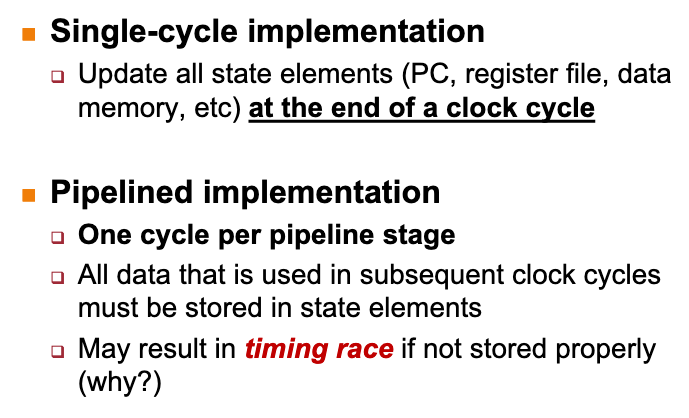 Single-cycle implementation
Update all state elements (PC, register file, data
memory, etc) at the end of a clock cycle
Pipelined implementation
One cycle per pipeline stage
All data that is used in subsequent clock cycles
must be stored in state elements
May result in timing race if not stored properly
(why?)